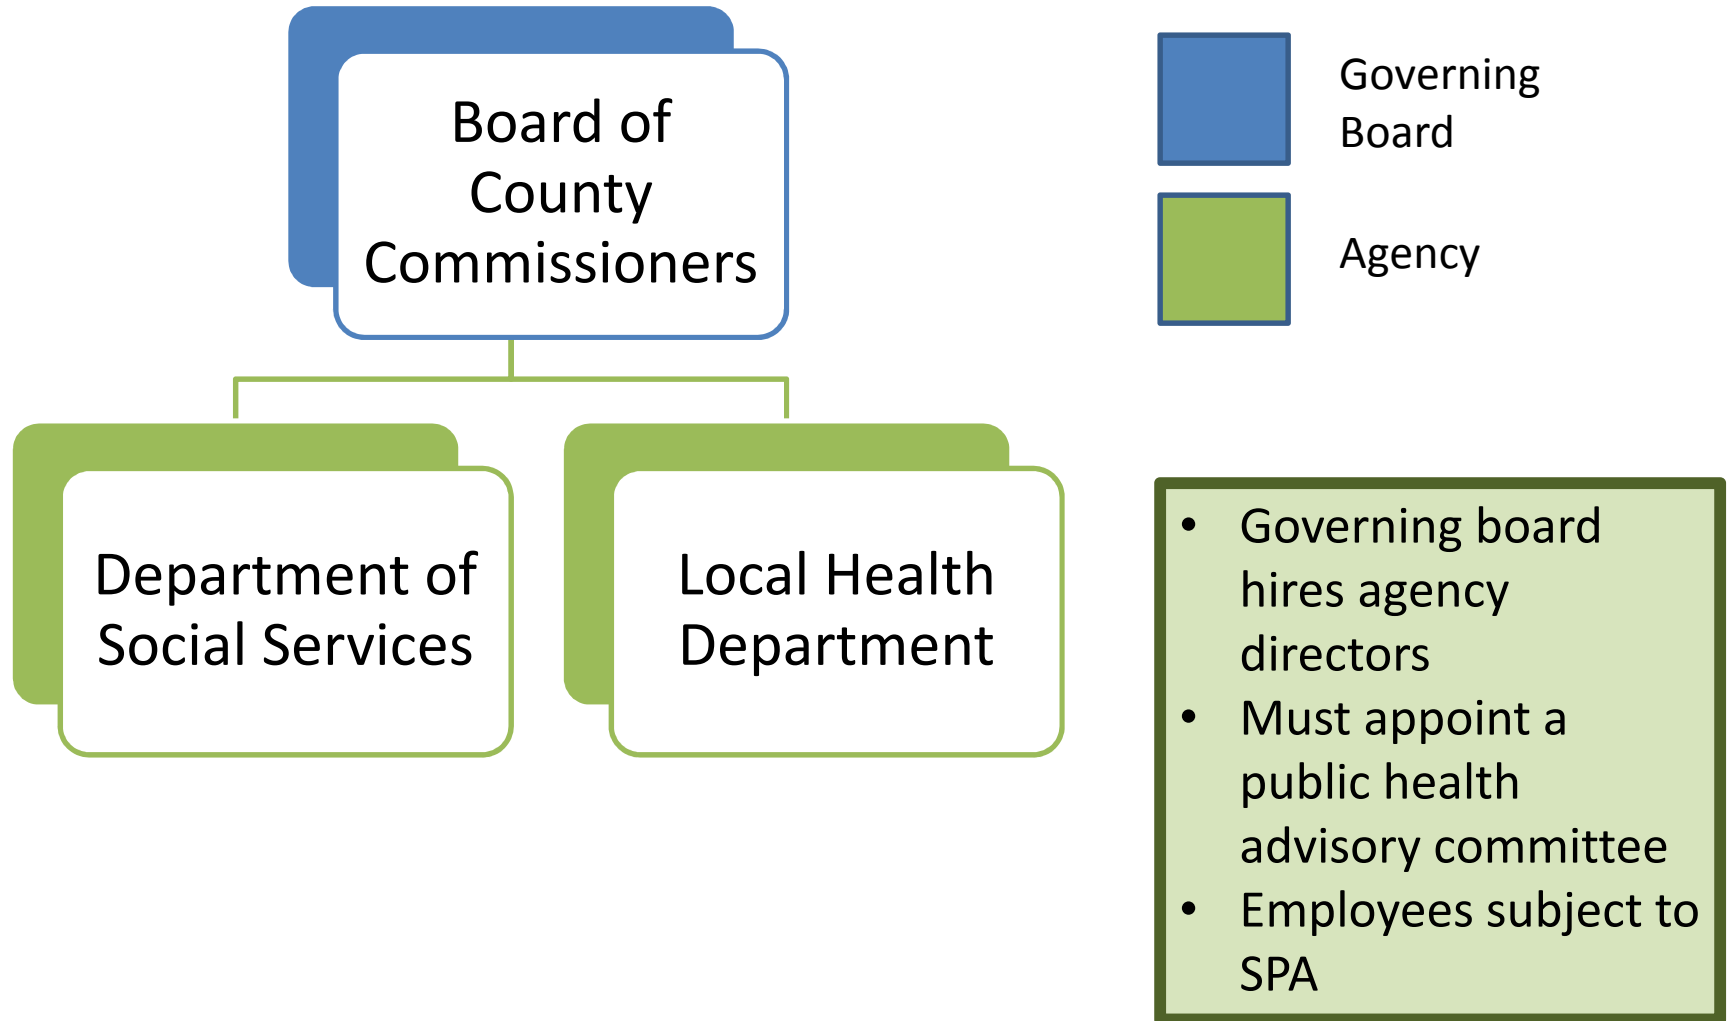 Board of
County
Commissioners
Department of
Social Services
Local Health
Department
Governing
Board
Agency
• Governing board
hires agency
directors
• Must appoint a
public health
advisory committee
• Employees subject to
SPA